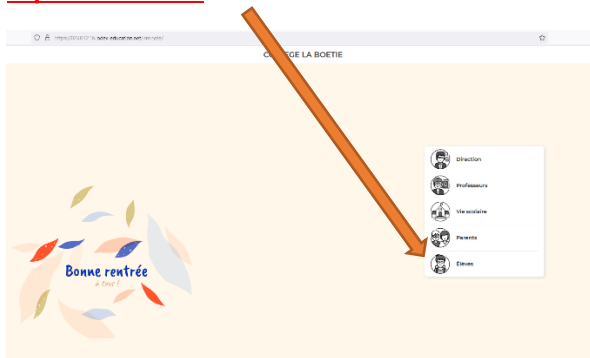 COLLEGE LA BOETIE
Direction
Professeurs
Vie scolaire
Parents
Élèves
Bonne rentrée
à tous !